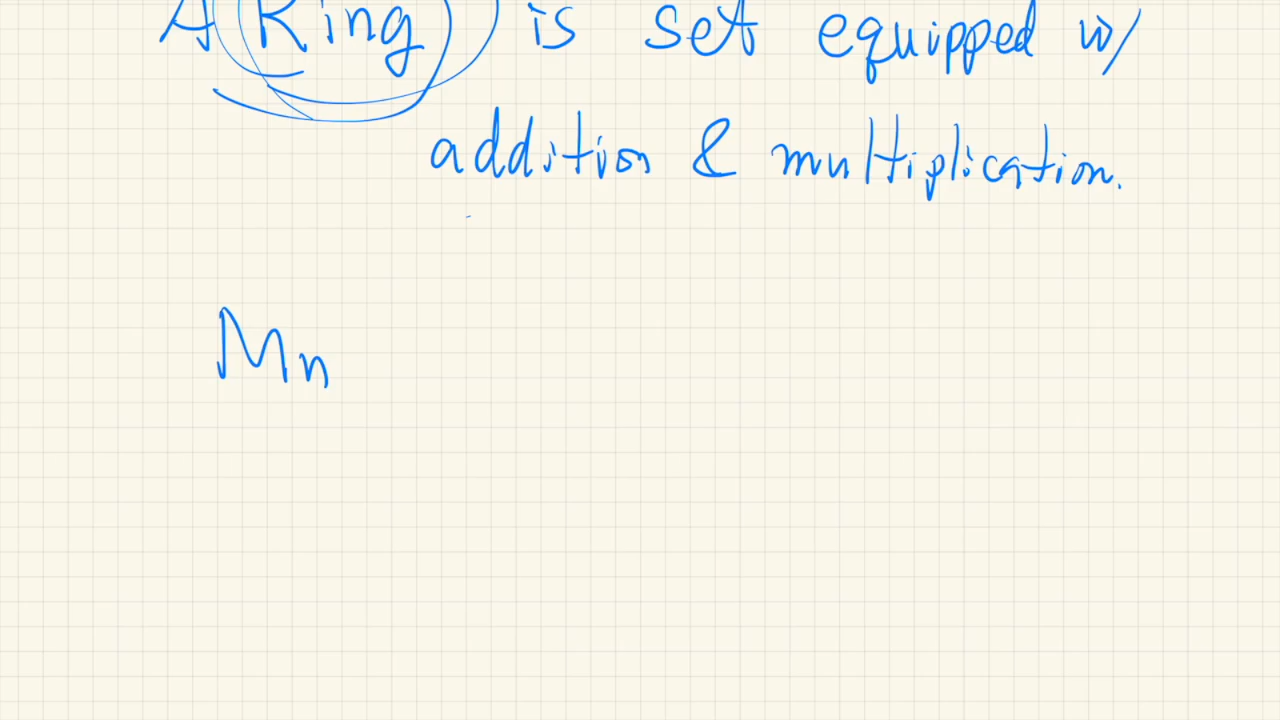 A Ring is set equipped w/
addition & multiplication.
Mn